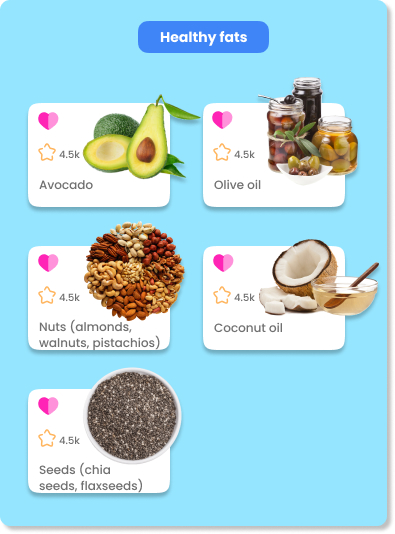 Healthy fats
4.5k
Avocado
4.5k
Olive oil
4.5k
Nuts (almonds,
walnuts, pistachios)
4.5k
Coconut oil
4.5k
Seeds (chia
seeds, flaxseeds)